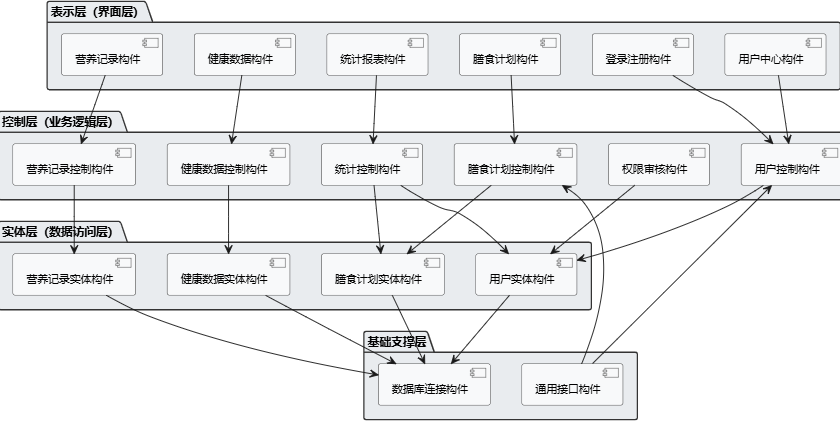 表示层（界面层）
营养记录构件
健康数据构件
统计报表构件
膳食计划构件
登录注册构件
用户中心构件
控制层（业务逻辑层）
营养记录控制构件
健康数据控制构件
统计控制构件
膳食计划控制构件
权限审核构件
用户控制构件
实体层（数据访问层）
营养记录实体构件
健康数据实体构件
膳食计划实体构件
用户实体构件
基础支撑层
数据库连接构件
通用接口构件